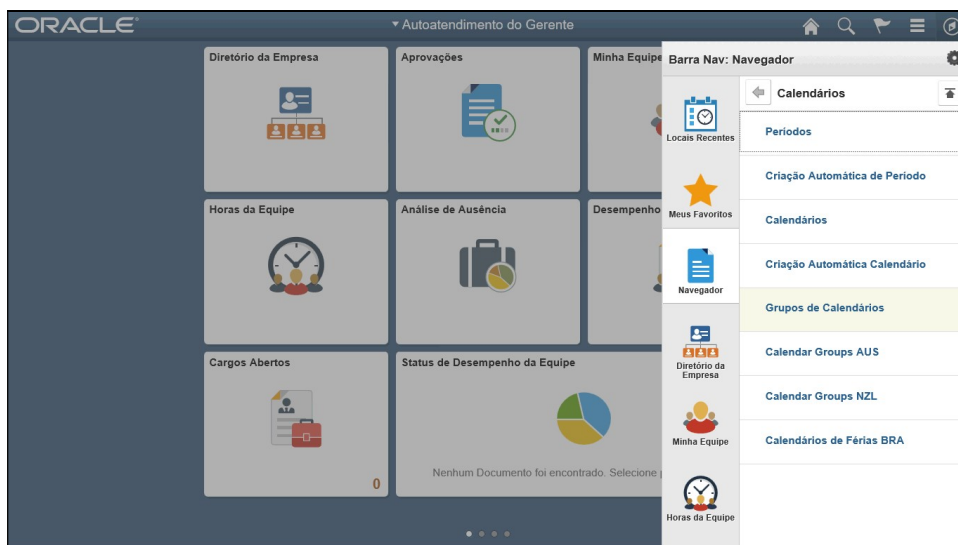 ORACLE
Autoatendimento do Gerente
Diretório da Empresa
Aprovações
Minha Equipe
Horas da Equipe
Análise de Ausência
Desempenho
Cargos Abertos
0
Status de Desempenho da Equipe
Nenhum Documento foi encontrado. Selecione
Barra Nav: Navegador
Locais Recentes
Meus Favoritos
Navegador
Diretório da
Empresa
Minha Equipe
Horas da Equipe
Calendários
Períodos
Criação Automática de Período
Calendários
Criação Automática Calendário
Grupos de Calendários
Calendar Groups AUS
Calendar Groups NZL
Calendários de Férias BRA